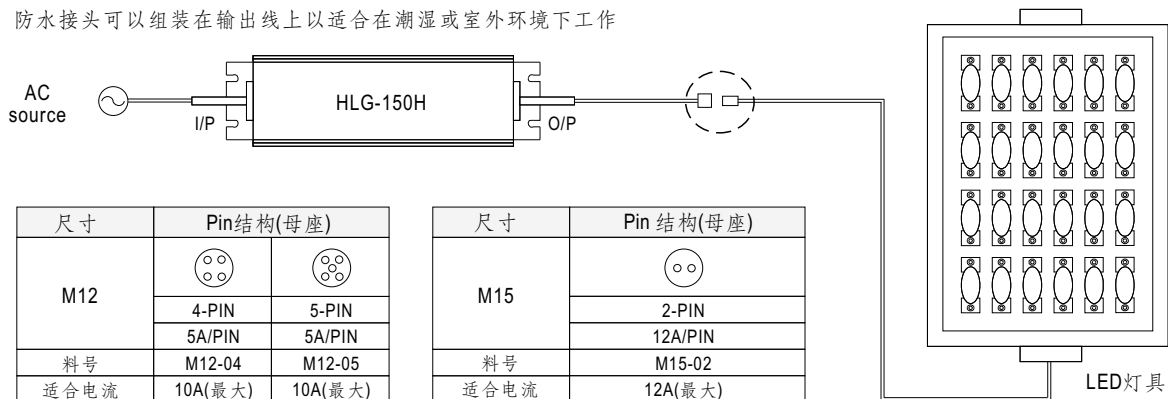 防水接头可以组装在输出线上以适合在潮湿或室外环境下工作
AC
source
I/P
HLG-150H
O/P
尺寸 Pin结构(母座)
M12
4-PIN 5-PIN
5A/PIN 5A/PIN
料号 M12-04 M12-05
适合电流 10A(最大) 10A(最大)
尺寸 Pin 结构(母座)
M15
2-PIN
12A/PIN
料号 M15-02
适合电流 12A(最大)
LED灯具